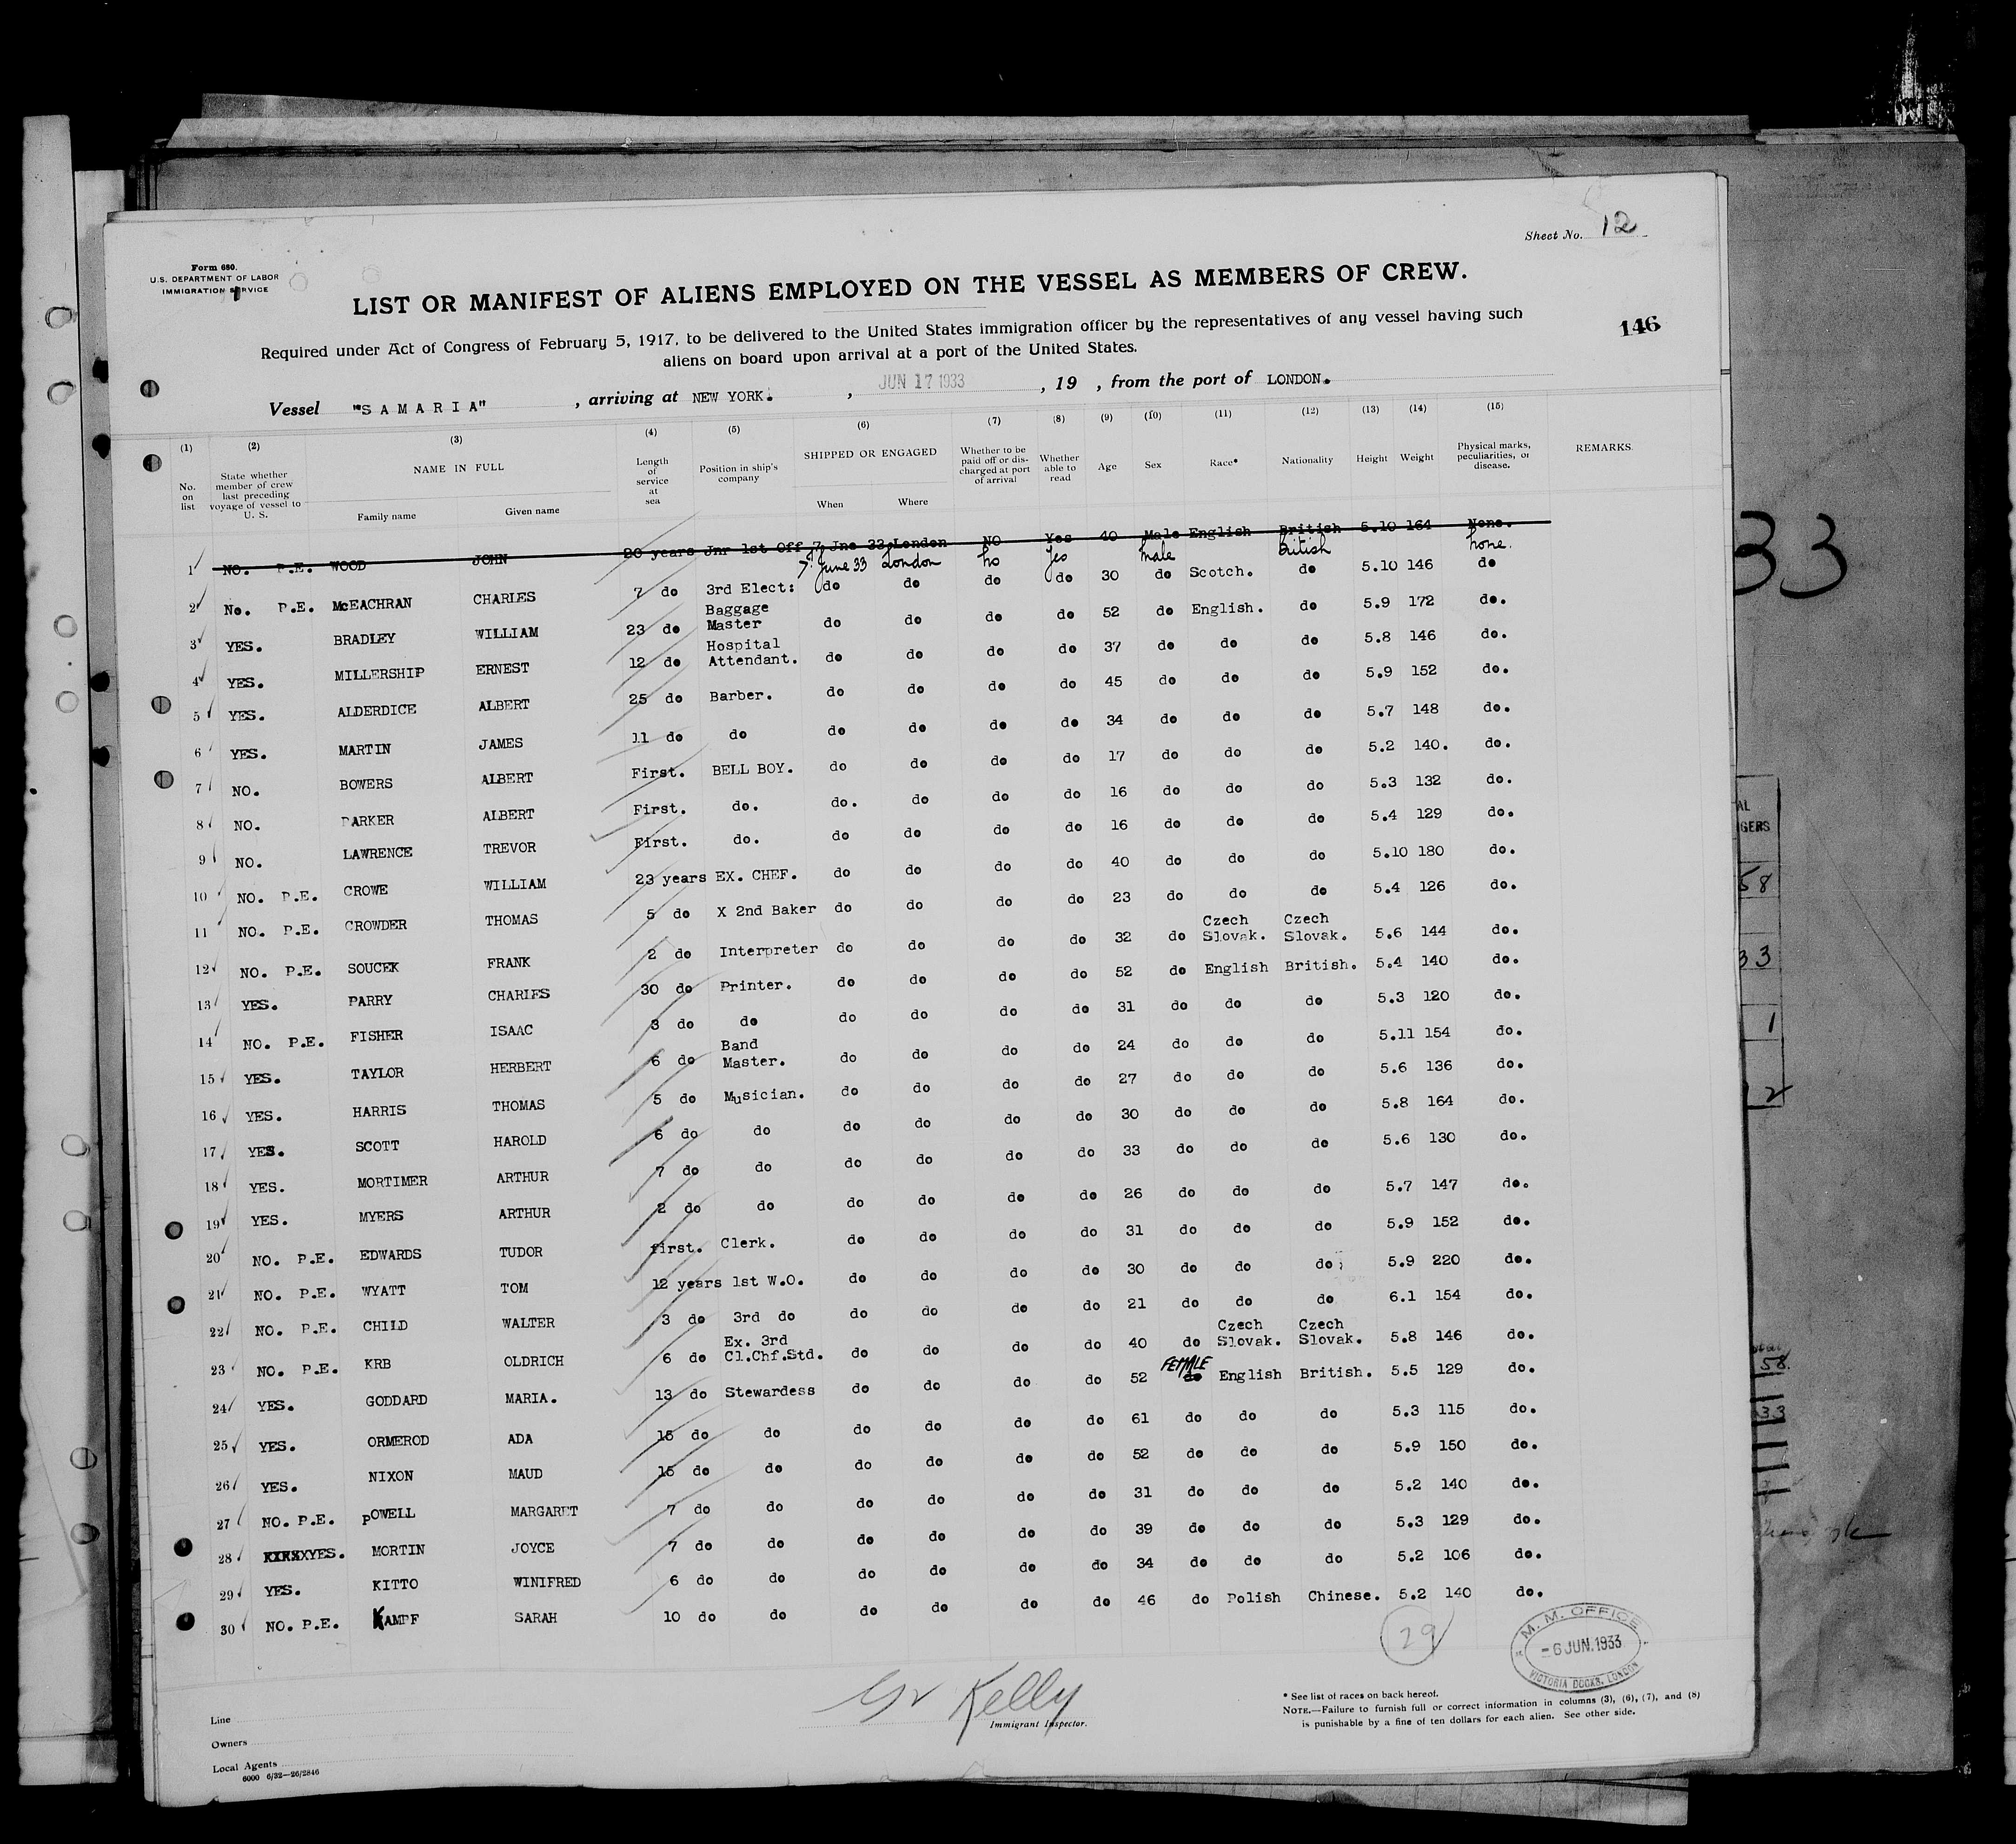 Sheet No. 12
Form 680.
U.S. DEPARTMENT OF LABOR
IMMIGRATION SERVICE
LIST OR MANIFEST OF ALIENS EMPLOYED ON THE VESSEL AS MEMBERS OF CREW.
146
Required under Act of Congress of February 5, 1917, to be delivered to the United States immigration officer by the representatives of any vessel having such
aliens on board upon arrival at a port of the United States.
Vessel "SAMARIA" , arriving at NEW YORK. , JUN 17 1933 , 19 , from the port of LONDON.
(1) (2) (3) (4) (5) (6) (7) (8) (9) (10) (11) (12) (13) (14) (15)
No. on list State whether member of crew last preceding voyage of vessel to U. S. NAME IN FULL Length of service at sea Position in ship's company SHIPPED OR ENGAGED Whether to be paid off or discharged at port of arrival Whether able to read Age Sex Race* Nationality Height Weight Physical marks, peculiarities, or disease. REMARKS.
Family name Given name When Where
1 NO. P.E. WOOD JOHN 20 years Jnr 1st Off 7 Jne 33 London NO Yes 40 Male English British 5.10 164 None.
7 June 33 London no yes male British none.
2 No. P.E. McEACHRAN CHARLES 7 do 3rd Elect: do do do do 30 do Scotch. do 5.10 146 do
3 YES. BRADLEY WILLIAM 23 do Baggage Master do do do do 52 do English. do 5.9 172 do.
4 YES. MILLERSHIP ERNEST 12 do Hospital Attendant. do do do do 37 do do do 5.8 146 do.
5 YES. ALDERDICE ALBERT 25 do Barber. do do do do 45 do do do 5.9 152 do.
6 YES. MARTIN JAMES 11 do do do do do do 34 do do do 5.7 148 do.
7 NO. BOWERS ALBERT First. BELL BOY. do do do do 17 do do do 5.2 140. do.
8 NO. PARKER ALBERT First. do. do. do do do 16 do do do 5.3 132 do.
9 NO. LAWRENCE TREVOR First. do. do do do do 16 do do do 5.4 129 do.
10 NO. P.E. CROWE WILLIAM 23 years EX. CHEF. do do do do 40 do do do 5.10 180 do.
11 NO. P.E. CROWDER THOMAS 5 do X 2nd Baker do do do do 23 do do do 5.4 126 do.
12 NO. P.E. SOUCEK FRANK 2 do Interpreter do do do do 32 do Czech Slovak. Czech Slovak. 5.6 144 do.
13 YES. PARRY CHARLES 30 do Printer. do do do do 52 do English British. 5.4 140 do.
14 NO. P.E. FISHER ISAAC 3 do do do do do do 31 do do do 5.3 120 do.
15 YES. TAYLOR HERBERT 6 do Band Master. do do do do 24 do do do 5.11 154 do.
16 YES. HARRIS THOMAS 5 do Musician. do do do do 27 do do do 5.6 136 do.
17 YES. SCOTT HAROLD 6 do do do do do do 30 do do do 5.8 164 do.
18 YES. MORTIMER ARTHUR 7 do do do do do do 33 do do do 5.6 130 do.
19 YES. MYERS ARTHUR 2 do do do do do do 26 do do do 5.7 147 do.
20 NO. P.E. EDWARDS TUDOR first. Clerk. do do do do 31 do do do 5.9 152 do.
21 NO. P.E. WYATT TOM 12 years 1st W.O. do do do do 30 do do do 5.9 220 do.
22 NO. P.E. CHILD WALTER 3 do 3rd do do do do do 21 do do do 6.1 154 do.
23 NO. P.E. KRB OLDRICH 6 do Ex. 3rd Cl.Chf.Std. do do do do 40 do Czech Slovak. Czech Slovak. 5.8 146 do.
24 YES. GODDARD MARIA. 13 do Stewardess do do do do 52 FEMALE do English British. 5.5 129 do.
25 YES. ORMEROD ADA 15 do do do do do do 61 do do do 5.3 115 do.
26 YES. NIXON MAUD 15 do do do do do do 52 do do do 5.9 150 do.
27 NO. P.E. POWELL MARGARET 7 do do do do do do 31 do do do 5.2 140 do.
28 XXXXXYES. MORTIN JOYCE 7 do do do do do do 39 do do do 5.3 129 do.
29 YES. KITTO WINIFRED 6 do do do do do do 34 do do do 5.2 106 do.
30 NO. P.E. KAMPF SARAH 10 do do do do do do 46 do Polish Chinese. 5.2 140 do.
29
M. M. OFFICE
6 JUN. 1933
VICTORIA DOCKS, LONDON
Kelly
Immigrant Inspector.
Line
Owners
Local Agents
6000 6/32—26/2846
* See list of races on back hereof.
NOTE.—Failure to furnish full or correct information in columns (3), (6), (7), and (8)
is punishable by a fine of ten dollars for each alien. See other side.
33
58
33
1
2
58.
33